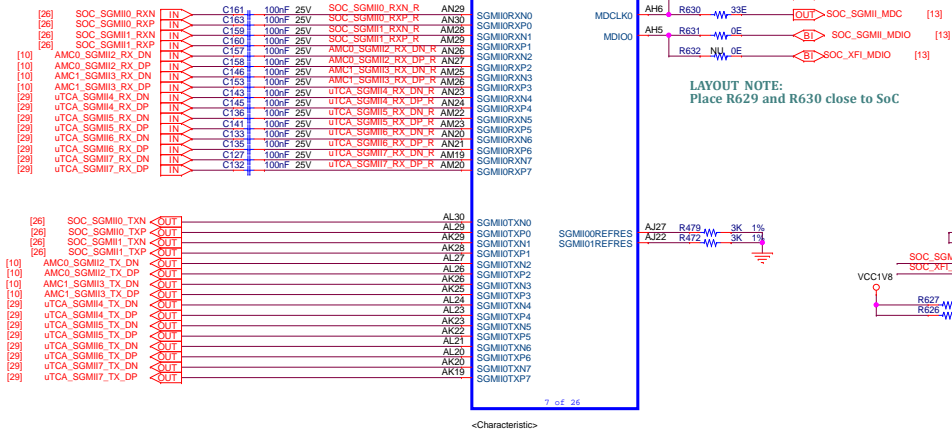 [26] SOC_SGMII0_RXN IN C161 100nF 25V SOC_SGMII0_RXN_R AN29 SGMII0RXN0
[26] SOC_SGMII0_RXP IN C163 100nF 25V SOC_SGMII0_RXP_R AN30 SGMII0RXP0
[26] SOC_SGMII1_RXN IN C159 100nF 25V SOC_SGMII1_RXN_R AM28 SGMII0RXN1
[26] SOC_SGMII1_RXP IN C160 100nF 25V SOC_SGMII1_RXP_R AM29 SGMII0RXP1
[10] AMC0_SGMII2_RX_DN IN C157 100nF 25V AMC0_SGMII2_RX_DN_R AN26 SGMII0RXN2
[10] AMC0_SGMII2_RX_DP IN C158 100nF 25V AMC0_SGMII2_RX_DP_R AN27 SGMII0RXP2
[10] AMC1_SGMII3_RX_DN IN C146 100nF 25V AMC1_SGMII3_RX_DN_R AM25 SGMII0RXN3
[10] AMC1_SGMII3_RX_DP IN C153 100nF 25V AMC1_SGMII3_RX_DP_R AM26 SGMII0RXP3
[29] uTCA_SGMII4_RX_DN IN C143 100nF 25V uTCA_SGMII4_RX_DN_R AN23 SGMII0RXN4
[29] uTCA_SGMII4_RX_DP IN C145 100nF 25V uTCA_SGMII4_RX_DP_R AN24 SGMII0RXP4
[29] uTCA_SGMII5_RX_DN IN C136 100nF 25V uTCA_SGMII5_RX_DN_R AM22 SGMII0RXN5
[29] uTCA_SGMII5_RX_DP IN C141 100nF 25V uTCA_SGMII5_RX_DP_R AM23 SGMII0RXP5
[29] uTCA_SGMII6_RX_DN IN C133 100nF 25V uTCA_SGMII6_RX_DN_R AN20 SGMII0RXN6
[29] uTCA_SGMII6_RX_DP IN C135 100nF 25V uTCA_SGMII6_RX_DP_R AN21 SGMII0RXP6
[29] uTCA_SGMII7_RX_DN IN C127 100nF 25V uTCA_SGMII7_RX_DN_R AM19 SGMII0RXN7
[29] uTCA_SGMII7_RX_DP IN C132 100nF 25V uTCA_SGMII7_RX_DP_R AM20 SGMII0RXP7
MDCLK0 AH6 R630 33E OUT SOC_SGMII_MDC [13]
MDIO0 AH5 R631 0E BI SOC_SGMII_MDIO [13]
R632 NU 0E BI SOC_XFI_MDIO [13]
LAYOUT NOTE:
Place R629 and R630 close to SoC
[26] SOC_SGMII0_TXN OUT AL30 SGMII0TXN0
[26] SOC_SGMII0_TXP OUT AL29 SGMII0TXP0
[26] SOC_SGMII1_TXN OUT AK29 SGMII0TXN1
[26] SOC_SGMII1_TXP OUT AK28 SGMII0TXP1
[10] AMC0_SGMII2_TX_DN OUT AL27 SGMII0TXN2
[10] AMC0_SGMII2_TX_DP OUT AL26 SGMII0TXP2
[10] AMC1_SGMII3_TX_DN OUT AK26 SGMII0TXN3
[10] AMC1_SGMII3_TX_DP OUT AK25 SGMII0TXP3
[29] uTCA_SGMII4_TX_DN OUT AL24 SGMII0TXN4
[29] uTCA_SGMII4_TX_DP OUT AL23 SGMII0TXP4
[29] uTCA_SGMII5_TX_DN OUT AK23 SGMII0TXN5
[29] uTCA_SGMII5_TX_DP OUT AK22 SGMII0TXP5
[29] uTCA_SGMII6_TX_DN OUT AL21 SGMII0TXN6
[29] uTCA_SGMII6_TX_DP OUT AL20 SGMII0TXP6
[29] uTCA_SGMII7_TX_DN OUT AK20 SGMII0TXN7
[29] uTCA_SGMII7_TX_DP OUT AK19 SGMII0TXP7
SGMII00REFRES AJ27 R479 3K 1%
SGMII01REFRES AJ22 R472 3K 1%
SOC_SGM
SOC_XFI_
VCC1V8
R627
R626
7 of 26
<Characteristic>